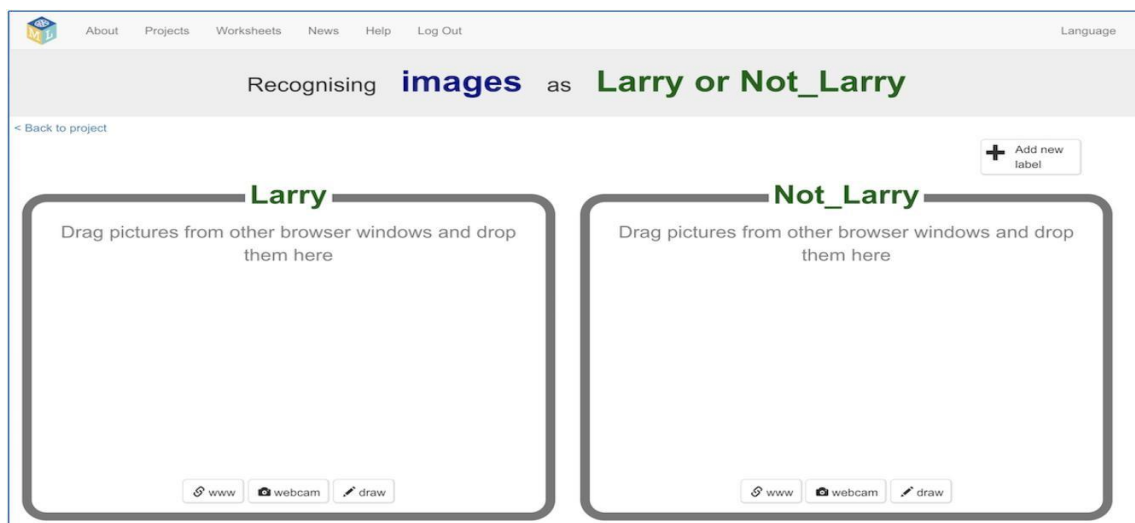 About Projects Worksheets News Help Log Out Language
Recognising images as Larry or Not_Larry
< Back to project
Add new
label
Larry
Drag pictures from other browser windows and drop
them here
www webcam draw
Not_Larry
Drag pictures from other browser windows and drop
them here
www webcam draw